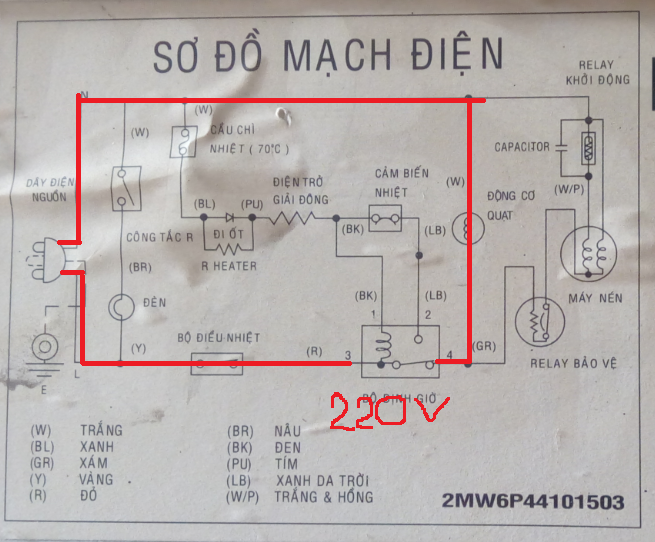 SƠ ĐỒ MẠCH ĐIỆN
RELAY
KHỞI ĐỘNG
N
(W)
(W)
CẦU CHÌ
NHIỆT ( 70°C )
CAPACITOR
DÂY ĐIỆN
NGUỒN
(BL)
(PU)
ĐIỆN TRỞ
GIẢI ĐÔNG
CẢM BIẾN
NHIỆT
(W)
(W/P)
ĐỘNG CƠ
QUẠT
CÔNG TẮC R
ĐI ỐT
R HEATER
(BK)
(LB)
(BR)
ĐÈN
(BK)
(LB)
MÁY NÉN
1
2
BỘ ĐIỀU NHIỆT
(Y)
(R)
3
4
(GR)
RELAY BẢO VỆ
E
L
BỘ ĐỊNH GIỜ
220V
(W) TRẮNG
(BL) XANH
(GR) XÁM
(Y) VÀNG
(R) ĐỎ
(BR) NÂU
(BK) ĐEN
(PU) TÍM
(LB) XANH DA TRỜI
(W/P) TRẮNG & HỒNG
2MW6P44101503